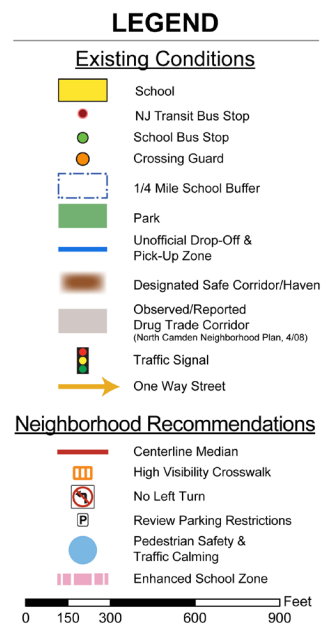 LEGEND
Existing Conditions
School
NJ Transit Bus Stop
School Bus Stop
Crossing Guard
1/4 Mile School Buffer
Park
Unofficial Drop-Off &
Pick-Up Zone
Designated Safe Corridor/Haven
Observed/Reported
Drug Trade Corridor
(North Camden Neighborhood Plan, 4/08)
Traffic Signal
One Way Street
Neighborhood Recommendations
Centerline Median
High Visibility Crosswalk
No Left Turn
P Review Parking Restrictions
Pedestrian Safety &
Traffic Calming
Enhanced School Zone
Feet
0 150 300 600 900